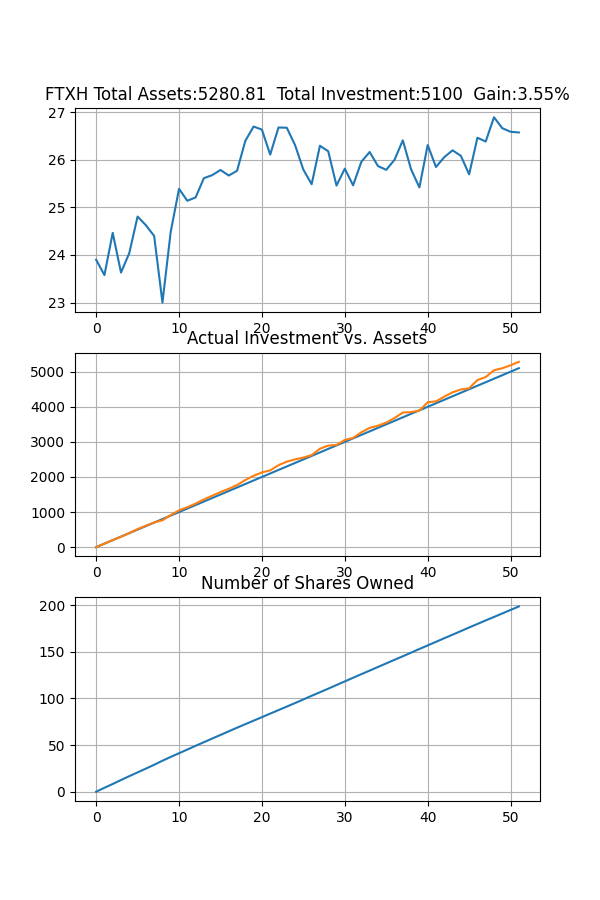 FTXH Total Assets:5280.81  Total Investment:5100  Gain:3.55%
27
26
25
24
23
0 10 20 30 40 50
Actual Investment vs. Assets
5000
4000
3000
2000
1000
0
0 10 20 30 40 50
Number of Shares Owned
200
150
100
50
0
0 10 20 30 40 50